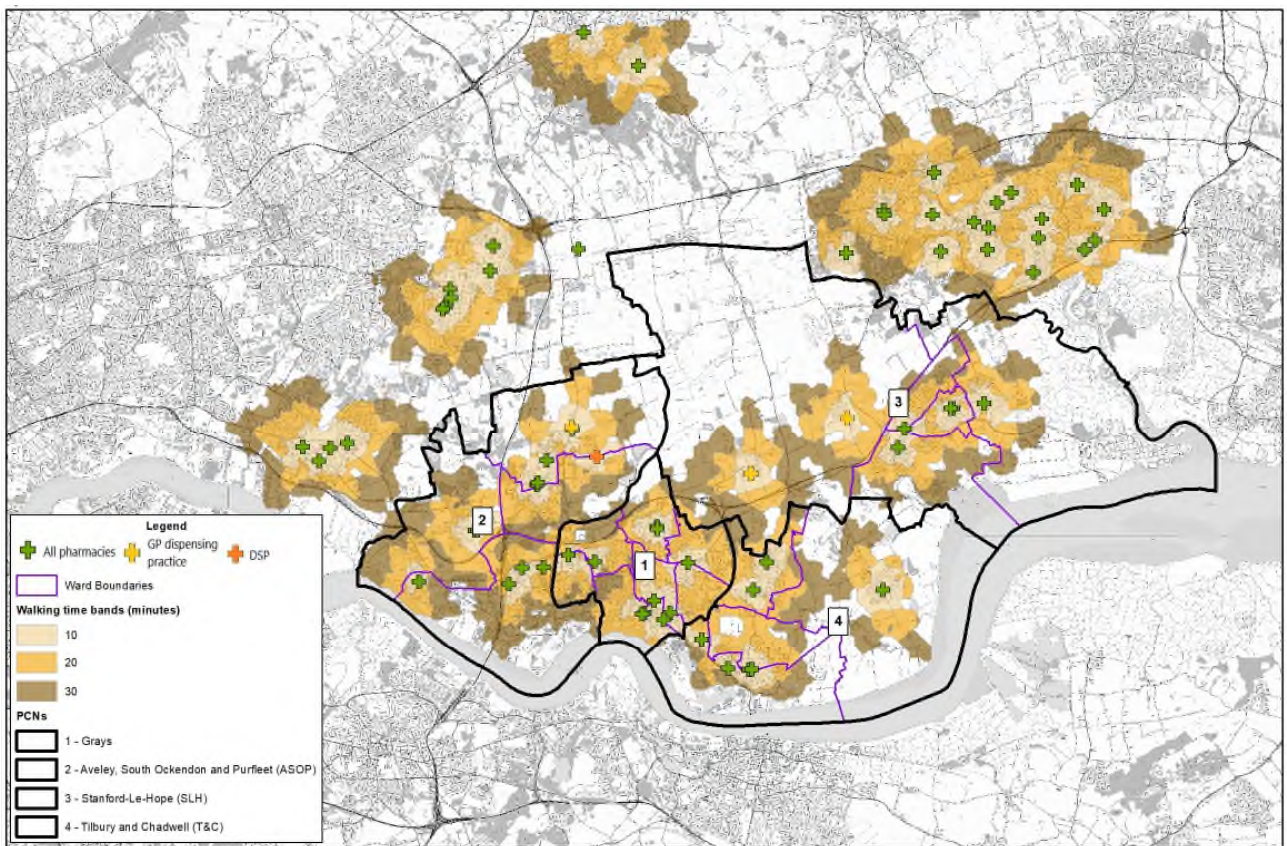 3
2
1
4
Legend
All pharmacies
GP dispensing
practice
DSP
Ward Boundaries
Walking time bands (minutes)
10
20
30
PCNs
1 - Grays
2 - Aveley, South Ockendon and Purfleet (ASOP)
3 - Stanford-Le-Hope (SLH)
4 - Tilbury and Chadwell (T&C)